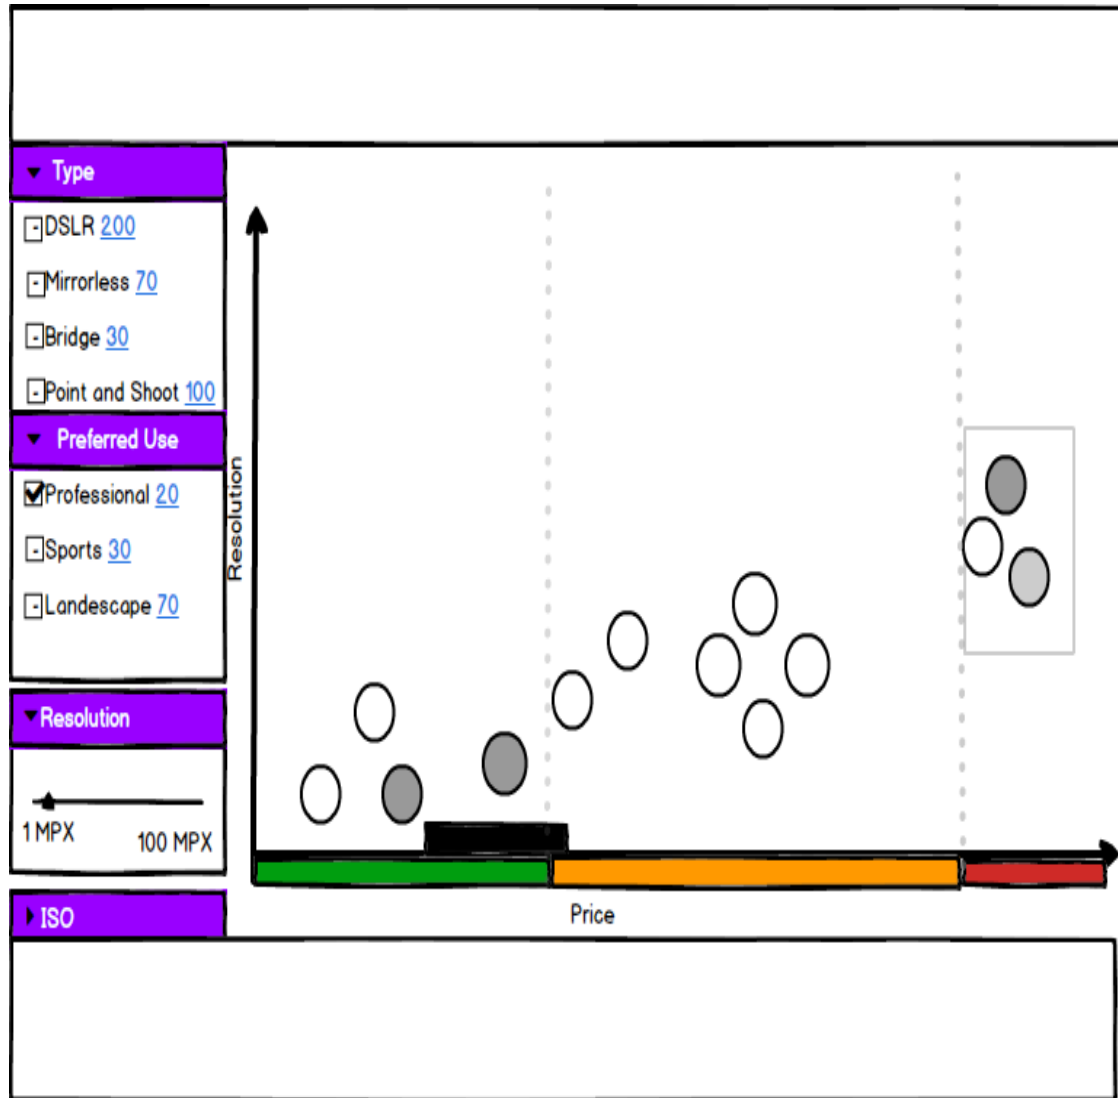 Type
DSLR 200
Mirrorless 70
Bridge 30
Point and Shoot 100
Preferred Use
Professional 20
Sports 30
Landescape 70
Resolution
1 MPX
100 MPX
ISO
Resolution
Price